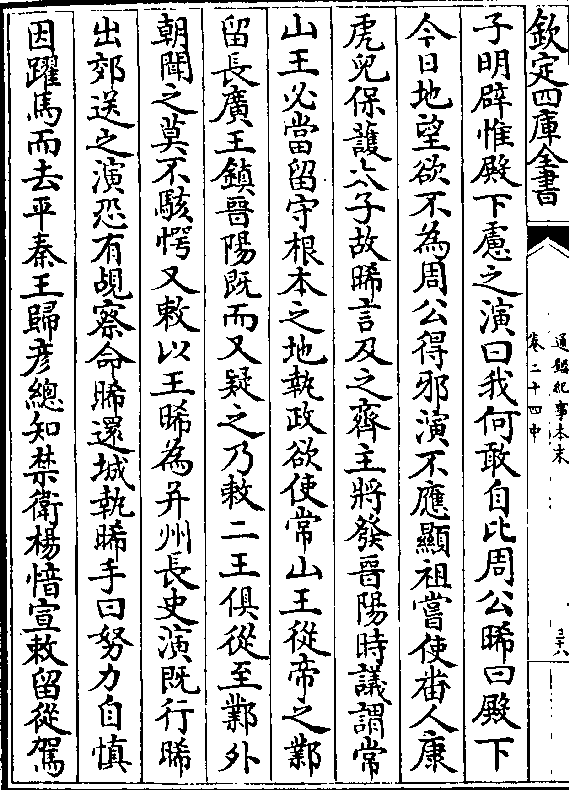 欽定四庫全書
通鑑紀事本末
卷二十四中
三十八
子明辟惟殿下慮之演曰我何敢自比周公晞曰殿下
今日地望欲不為周公得邪演不應顯祖嘗使畨人康
虎兒保護太子故晞言及之齊主將發晉陽時議謂常
山王必當留守根本之地執政欲使常山王從帝之鄴
留長廣王鎮晉陽既而又疑之乃敕二王俱從至鄴外
朝聞之莫不駭愕又敕以王晞為并州長史演既行晞
出郊送之演恐有覘察命晞還城執晞手曰努力自慎
因躍馬而去平秦王歸彦總知禁衛楊愔宣敕留從駕